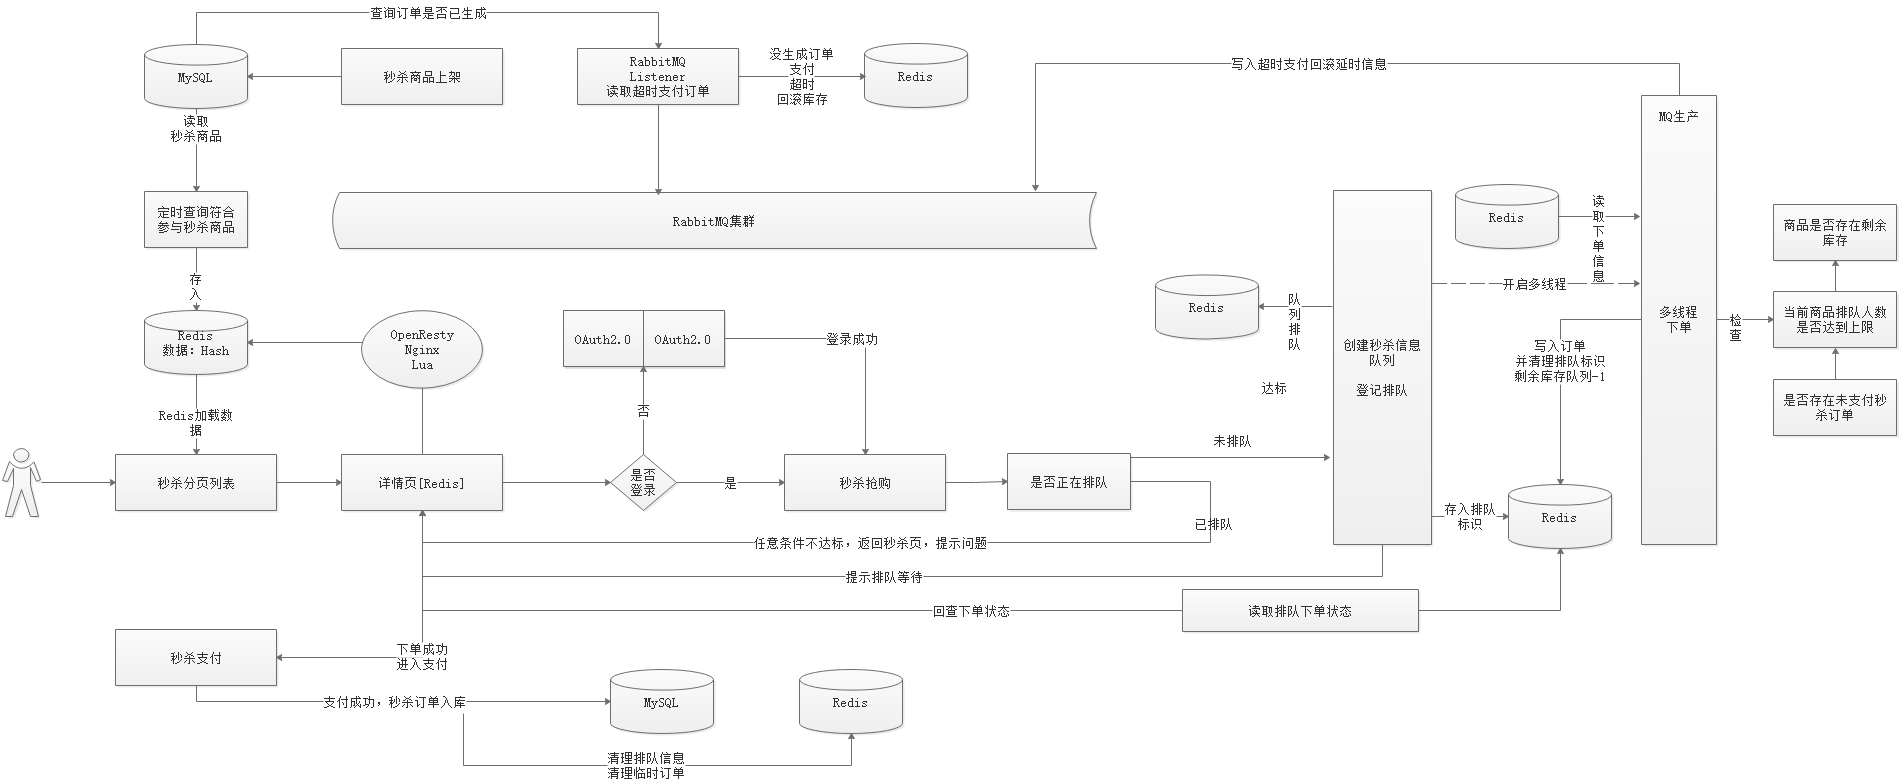 查询订单是否已生成
MySQL
秒杀商品上架
RabbitMQ
Listener
读取超时支付订单
没生成订单
支付
超时
回滚库存
Redis
写入超时支付回滚延时信息
MQ生产
读取
秒杀商品
定时查询符合
参与秒杀商品
RabbitMQ集群
Redis
读
取
下
单
信
息
商品是否存在剩余
库存
存
入
Redis
队
列
排
队
开启多线程
多线程
下单
检
查
当前商品排队人数
是否达到上限
Redis
数据：Hash
OpenResty
Nginx
Lua
OAuth2.0
OAuth2.0
登录成功
创建秒杀信息
队列
登记排队
写入订单
并清理排队标识
剩余库存队列-1
达标
是否存在未支付秒
杀订单
Redis加载数
据
否
未排队
秒杀分页列表
详情页[Redis]
是否
登录
是
秒杀抢购
是否正在排队
已排队
存入排队
标识
Redis
任意条件不达标，返回秒杀页，提示问题
提示排队等待
回查下单状态
读取排队下单状态
秒杀支付
下单成功
进入支付
支付成功，秒杀订单入库
MySQL
Redis
清理排队信息
清理临时订单